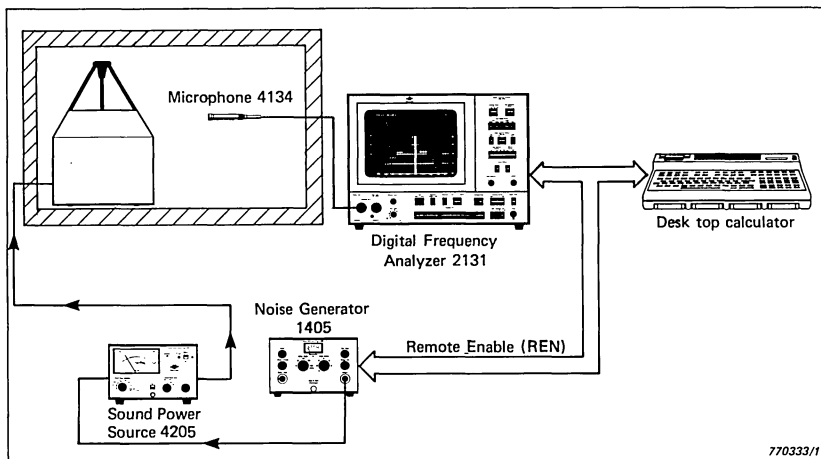 Microphone 4134
Digital Frequency
Analyzer 2131
Desk top calculator
Noise Generator
1405
Remote Enable (REN)
Sound Power
Source 4205
770333/1